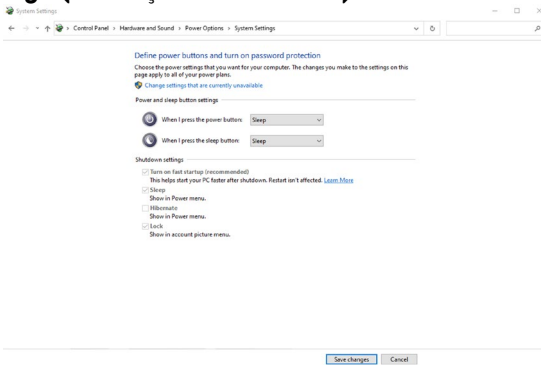 System Settings
Control Panel > Hardware and Sound > Power Options > System Settings
Define power buttons and turn on password protection
Choose the power settings that you want for your computer. The changes you make to the settings on this
page apply to all of your power plans.
Change settings that are currently unavailable
Power and sleep button settings
When I press the power button: Sleep
When I press the sleep button: Sleep
Shutdown settings
Turn on fast startup (recommended)
This helps start your PC faster after shutdown. Restart isn't affected. Learn More
Sleep
Show in Power menu.
Hibernate
Show in Power menu.
Lock
Show in account picture menu.
Save changes Cancel